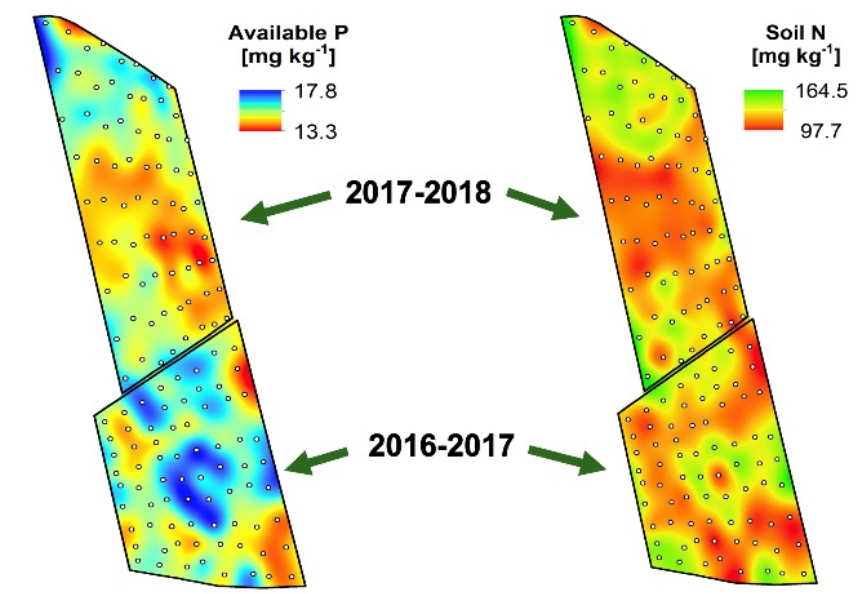 Available P
[mg kg⁻¹]
17.8
13.3
Soil N
[mg kg⁻¹]
164.5
97.7
2017-2018
2016-2017